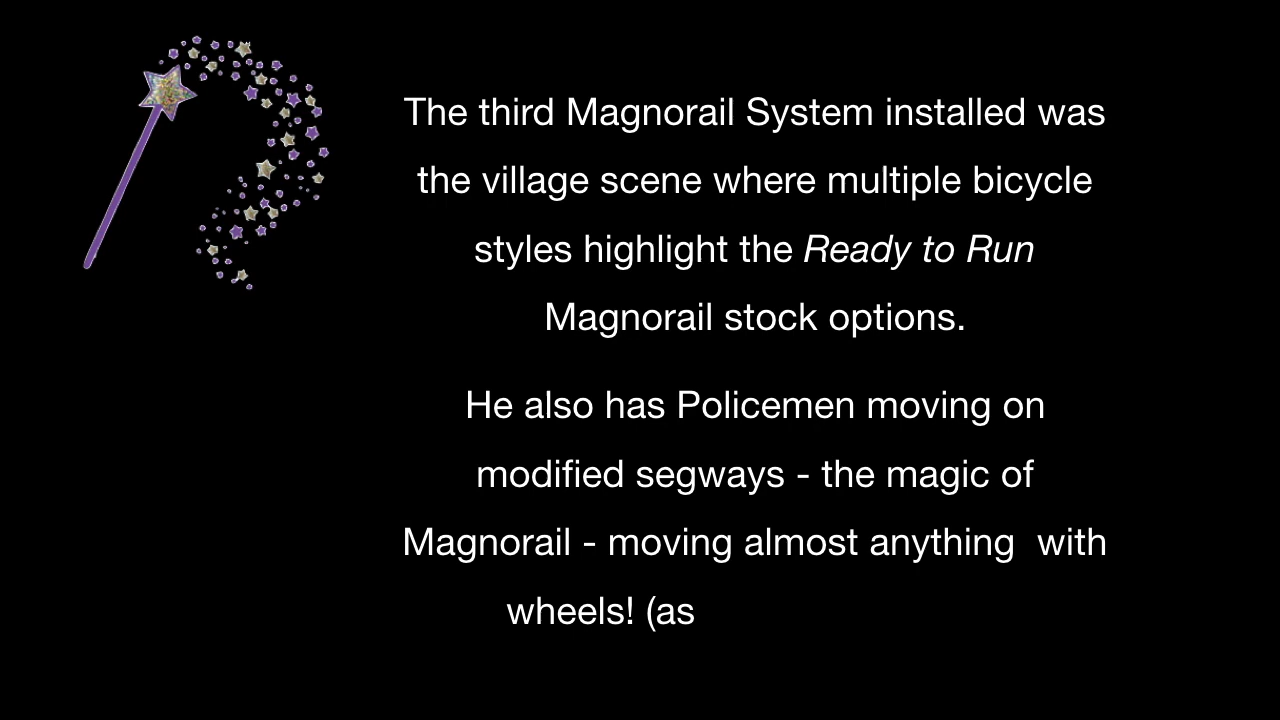 The third Magnorail System installed was
the village scene where multiple bicycle
styles highlight the Ready to Run
Magnorail stock options.
He also has Policemen moving on
modified segways - the magic of
Magnorail - moving almost anything  with
wheels! (as